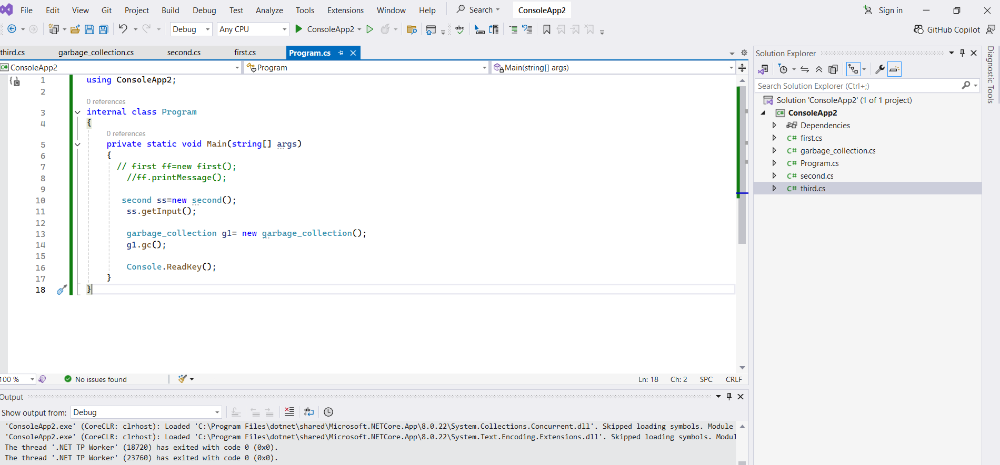 File Edit View Git Project Build Debug Test Analyze Tools Extensions Window Help Search ConsoleApp2 Sign in
Debug Any CPU ConsoleApp2 GitHub Copilot
third.cs garbage_collection.cs second.cs first.cs Program.cs
ConsoleApp2 Program Main(string[] args)
1 using ConsoleApp2;
2
0 references
3 internal class Program
4 {
0 references
5 private static void Main(string[] args)
6 {
7 // first ff=new first();
8 //ff.printMessage();
9
10 second ss=new second();
11 ss.getInput();
12
13 garbage_collection g1= new garbage_collection();
14 g1.gc();
15
16 Console.ReadKey();
17 }
18 }
100 % No issues found Ln: 18 Ch: 2 SPC CRLF
Output
Show output from: Debug
'ConsoleApp2.exe' (CoreCLR: clrhost): Loaded 'C:\Program Files\dotnet\shared\Microsoft.NETCore.App\8.0.22\System.Collections.Concurrent.dll'. Skipped loading symbols. Module
'ConsoleApp2.exe' (CoreCLR: clrhost): Loaded 'C:\Program Files\dotnet\shared\Microsoft.NETCore.App\8.0.22\System.Text.Encoding.Extensions.dll'. Skipped loading symbols. Modul
The thread '.NET TP Worker' (18720) has exited with code 0 (0x0).
The thread '.NET TP Worker' (23760) has exited with code 0 (0x0).
Solution Explorer
Search Solution Explorer (Ctrl+;)
Solution 'ConsoleApp2' (1 of 1 project)
C# ConsoleApp2
Dependencies
C# first.cs
C# garbage_collection.cs
C# Program.cs
C# second.cs
C# third.cs
Diagnostic Tools